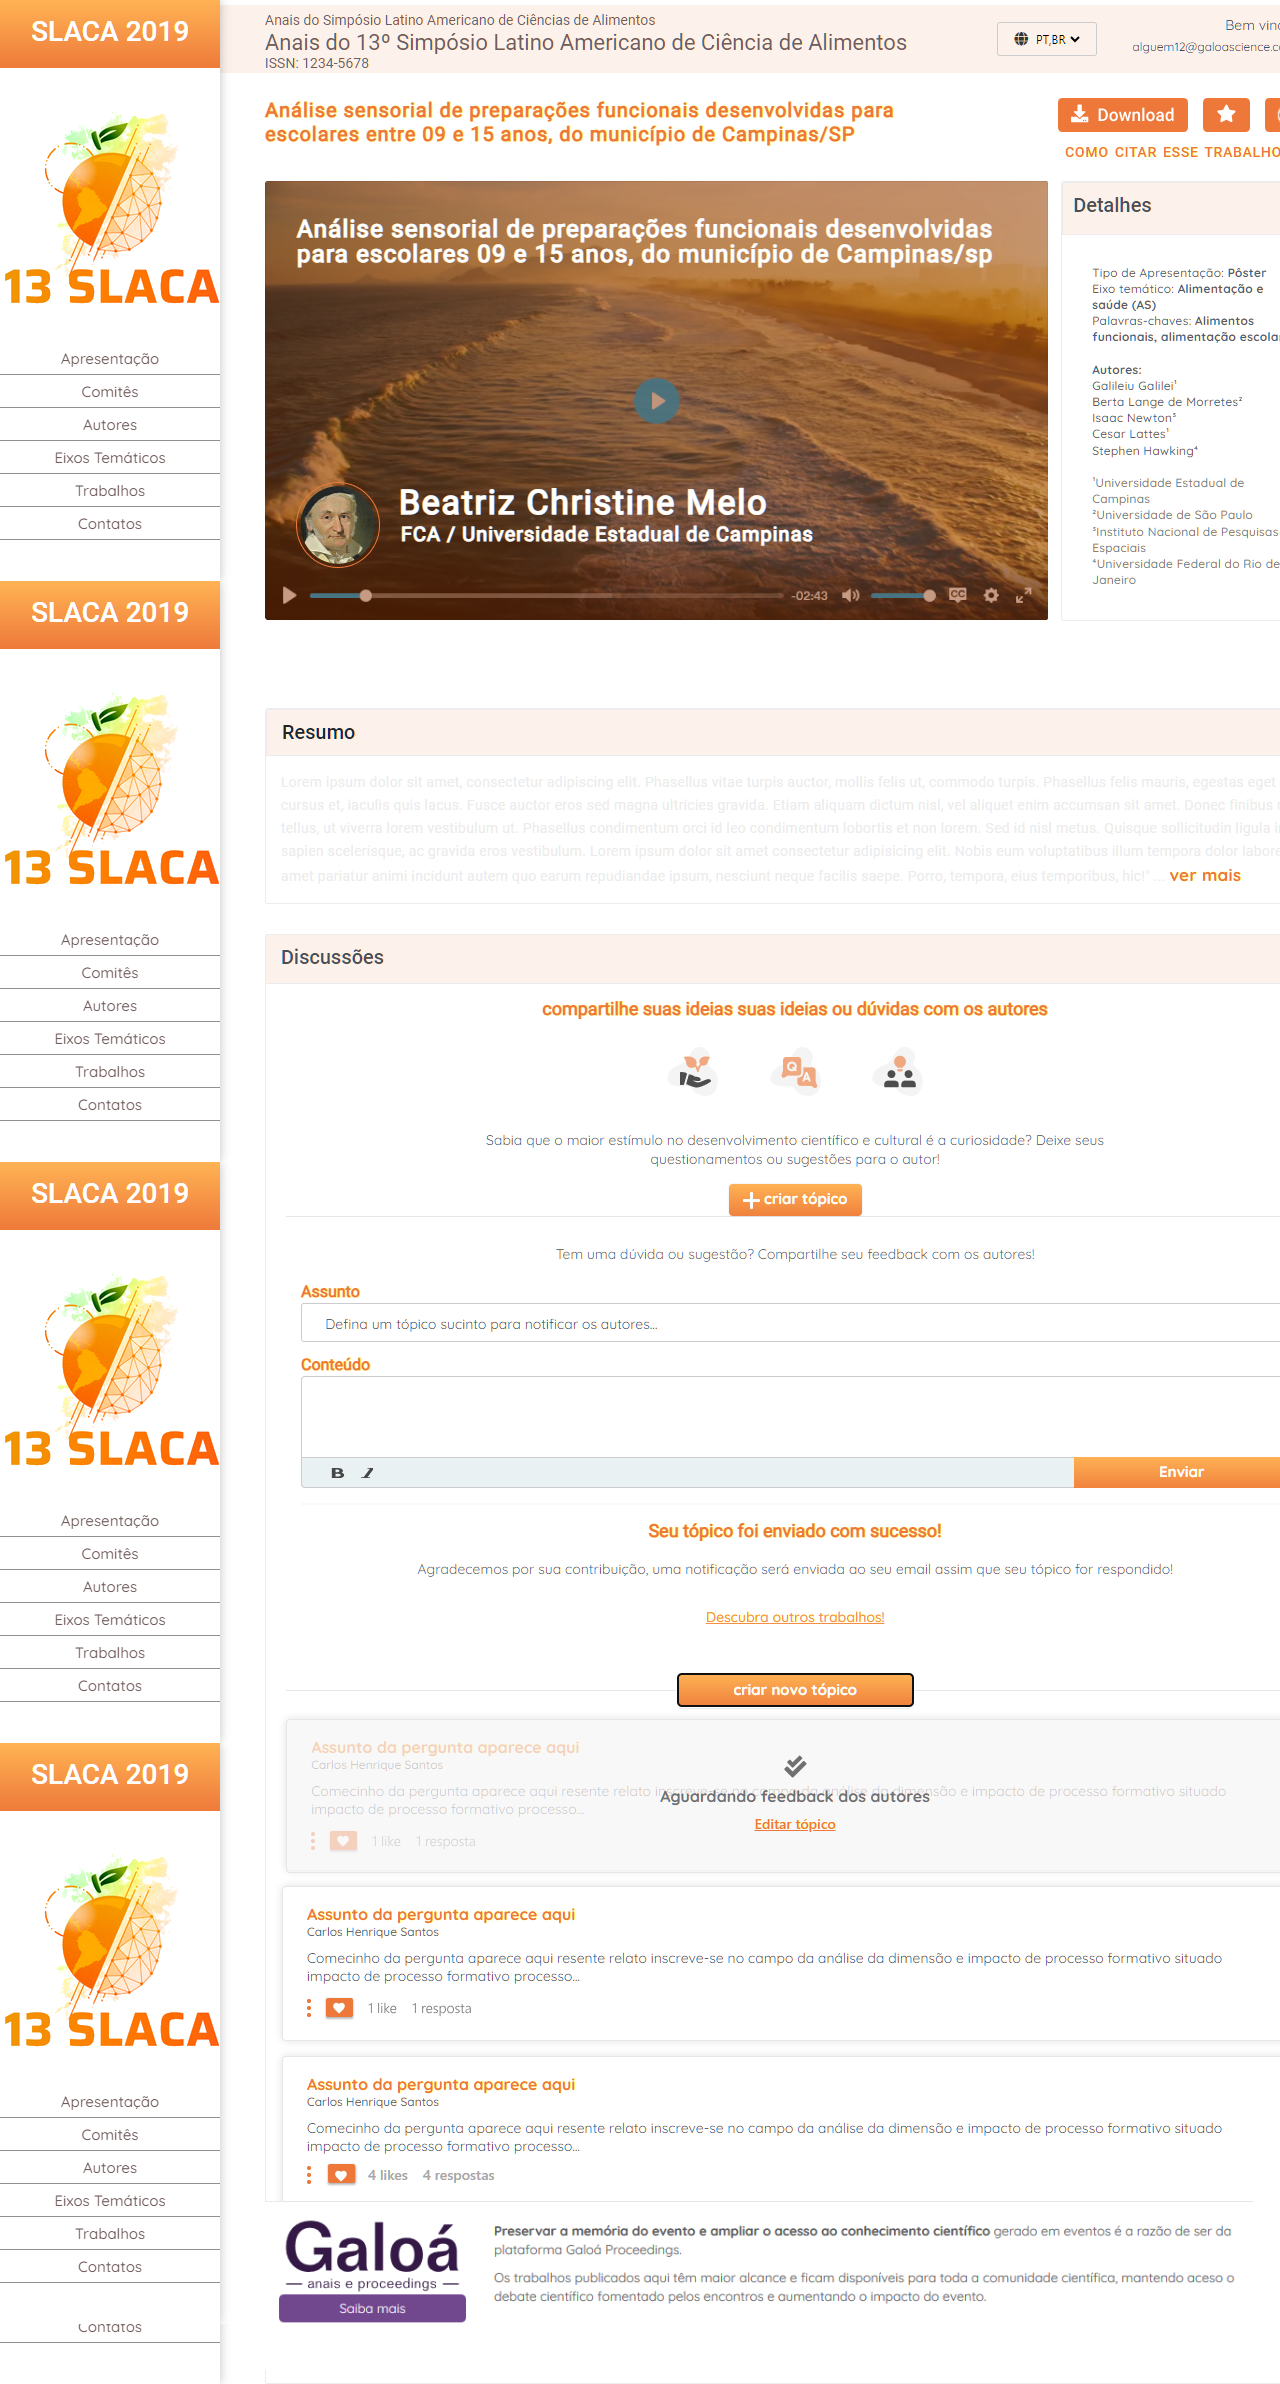 SLACA 2019
13 SLACA
Apresentação
Comitês
Autores
Eixos Temáticos
Trabalhos
Contatos
SLACA 2019
13 SLACA
Apresentação
Comitês
Autores
Eixos Temáticos
Trabalhos
Contatos
SLACA 2019
13 SLACA
Apresentação
Comitês
Autores
Eixos Temáticos
Trabalhos
Contatos
SLACA 2019
13 SLACA
Apresentação
Comitês
Autores
Eixos Temáticos
Trabalhos
Contatos
Contatos
Anais do Simpósio Latino Americano de Ciências de Alimentos
Anais do 13º Simpósio Latino Americano de Ciência de Alimentos
ISSN: 1234-5678
PT,BR
Bem
alguem12@galoascience.c
Análise sensorial de preparações funcionais desenvolvidas para
escolares entre 09 e 15 anos, do município de Campinas/SP
Download
COMO CITAR ESSE TRABALHO
Análise sensorial de preparações funcionais desenvolvidas
para escolares 09 e 15 anos, do município de Campinas/sp
Beatriz Christine Melo
FCA / Universidade Estadual de Campinas
-02:43
CC
Detalhes
Tipo de Apresentação: Pôster
Eixo temático: Alimentação e
saúde (AS)
Palavras-chaves: Alimentos
funcionais, alimentação escola
Autores:
Galileiu Galilei¹
Berta Lange de Morretes²
Isaac Newton³
Cesar Lattes¹
Stephen Hawking⁴
¹Universidade Estadual de
Campinas
²Universidade de São Paulo
³Instituto Nacional de Pesquisas
Espaciais
⁴Universidade Federal do Rio de
Janeiro
Resumo
Lorem ipsum dolor sit amet, consectetur adipiscing elit. Phasellus vitae turpis auctor, mollis felis ut, commodo turpis. Phasellus felis mauris, egestas eget
cursus et, iaculis quis lacus. Fusce auctor eros sed magna ultricies gravida. Etiam aliquam dictum nisl, vel aliquet enim accumsan sit amet. Donec finibus
tellus, ut viverra lorem vestibulum ut. Phasellus condimentum orci id leo condimentum lobortis et non lorem. Sed id nisl metus. Quisque sollicitudin ligula
sapien scelerisque, ac gravida eros vestibulum. Lorem ipsum dolor sit amet consectetur adipisicing elit. Nobis eum voluptatibus illum tempora dolor labore
amet pariatur animi incidunt autem quo earum repudiandae ipsum, nesciunt neque facilis saepe. Porro, tempora, eius temporibus, hic!" ... ver mais
Discussões
compartilhe suas ideias suas ideias ou dúvidas com os autores
Q
A
Sabia que o maior estímulo no desenvolvimento científico e cultural é a curiosidade? Deixe seus
questionamentos ou sugestões para o autor!
criar tópico
Tem uma dúvida ou sugestão? Compartilhe seu feedback com os autores!
Assunto
Defina um tópico sucinto para notificar os autores...
Conteúdo
B I
Enviar
Seu tópico foi enviado com sucesso!
Agradecemos por sua contribuição, uma notificação será enviada ao seu email assim que seu tópico for respondido!
Descubra outros trabalhos!
criar novo tópico
Assunto da pergunta aparece aqui
Carlos Henrique Santos
Comecinho da pergunta aparece aqui resente relato inscreve-se no campo da análise da dimensão e impacto de processo formativo situado
impacto de processo formativo processo...
Aguardando feedback dos autores
Editar tópico
1 like 1 resposta
Assunto da pergunta aparece aqui
Carlos Henrique Santos
Comecinho da pergunta aparece aqui resente relato inscreve-se no campo da análise da dimensão e impacto de processo formativo situado
impacto de processo formativo processo...
1 like 1 resposta
Assunto da pergunta aparece aqui
Carlos Henrique Santos
Comecinho da pergunta aparece aqui resente relato inscreve-se no campo da análise da dimensão e impacto de processo formativo situado
impacto de processo formativo processo...
4 likes 4 respostas
Galoá
anais e proceedings
Saiba mais
Preservar a memória do evento e ampliar o acesso ao conhecimento científico gerado em eventos é a razão de ser da
plataforma Galoá Proceedings.
Os trabalhos publicados aqui têm maior alcance e ficam disponíveis para toda a comunidade científica, mantendo aceso o
debate científico fomentado pelos encontros e aumentando o impacto do evento.